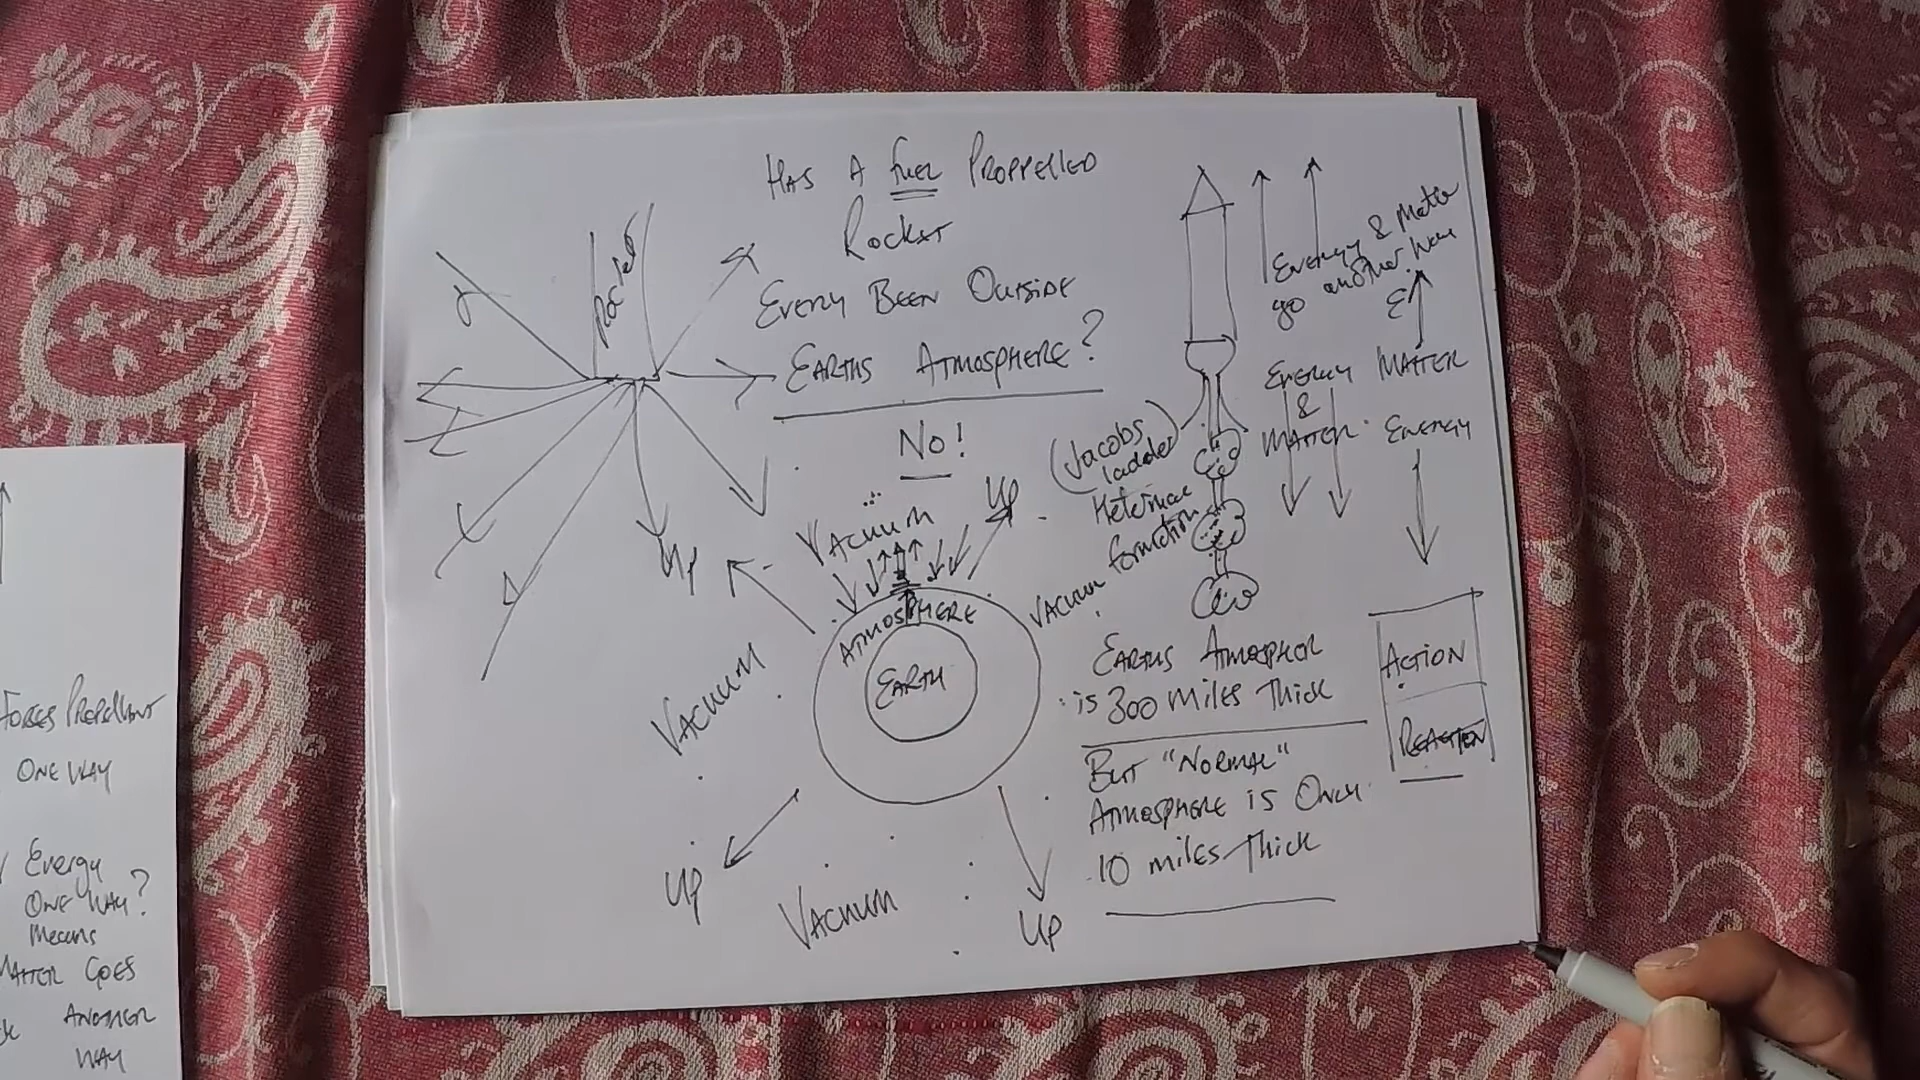 HAS A FUEL PROPPELLED
ROCKET
EVERY BEEN OUTSIDE
EARTHS ATMOSPHERE?
NO!
Rocket
Energy & Matter
go another way
E
ENERGY MATTER
&
MATTER ENERGY
(Jacobs
ladder)
formation
Vacuum
VACUUM
Up
Up
ATMOSPHERE
EARTH
VACUUM
Up
VACUUM
Up
EARTHS ATMOSPHER
is 300 miles thick
BUT "NORMAL"
ATMOSPHERE is ONLY
10 miles Thick
ACTION
REACTION
FORCES PROPELLANT
ONE WAY
Energy
ONE WAY?
Means
MATTER GOES
ANOTHER
WAY